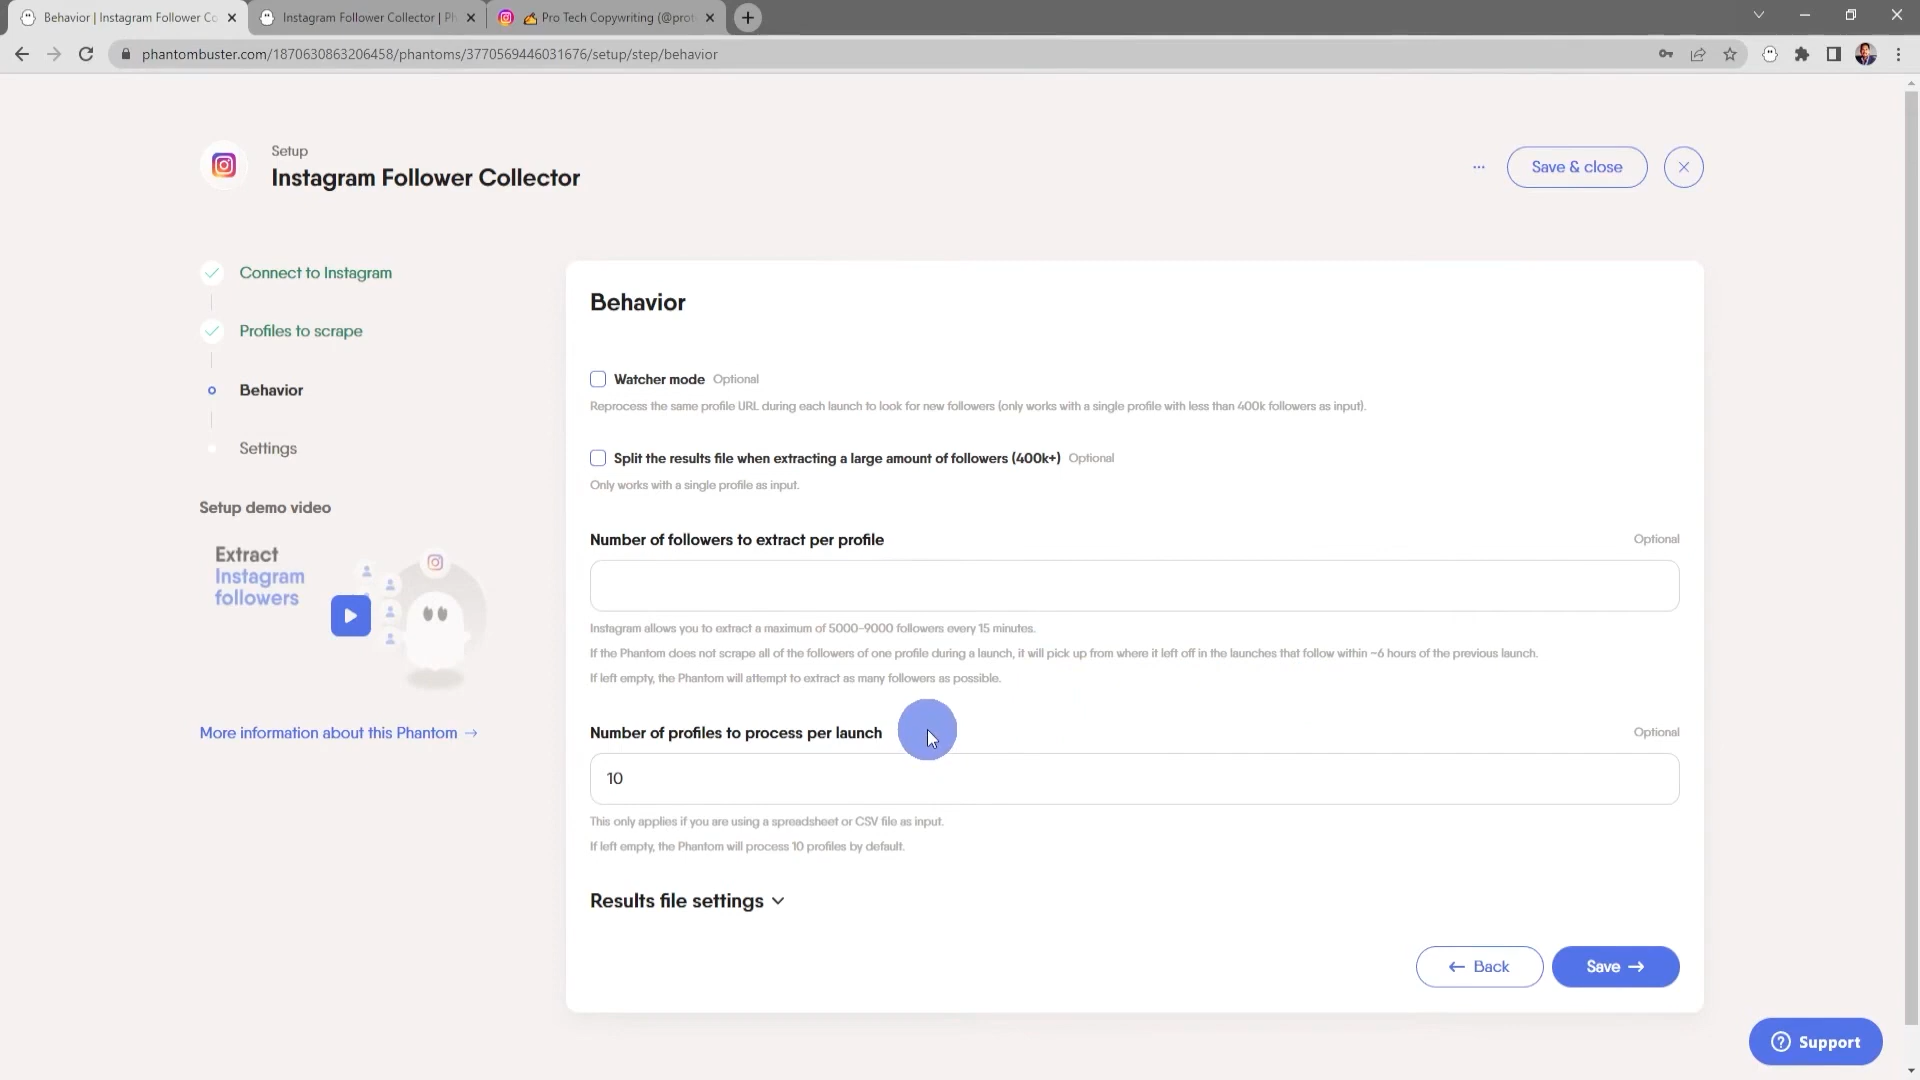 Behavior | Instagram Follower Co
Instagram Follower Collector | Ph
Pro Tech Copywriting (@prot
phantombuster.com/1870630863206458/phantoms/3770569446031676/setup/step/behavior
Setup
Instagram Follower Collector
Save & close
Connect to Instagram
Profiles to scrape
Behavior
Settings
Setup demo video
Extract
Instagram
followers
More information about this Phantom →
Behavior
Watcher mode Optional
Reprocess the same profile URL during each launch to look for new followers (only works with a single profile with less than 400k followers as input).
Split the results file when extracting a large amount of followers (400k+) Optional
Only works with a single profile as input.
Number of followers to extract per profile Optional
Instagram allows you to extract a maximum of 5000-9000 followers every 15 minutes.
If the Phantom does not scrape all of the followers of one profile during a launch, it will pick up from where it left off in the launches that follow within ~6 hours of the previous launch.
If left empty, the Phantom will attempt to extract as many followers as possible.
Number of profiles to process per launch Optional
10
This only applies if you are using a spreadsheet or CSV file as input.
If left empty, the Phantom will process 10 profiles by default.
Results file settings
← Back
Save →
Support